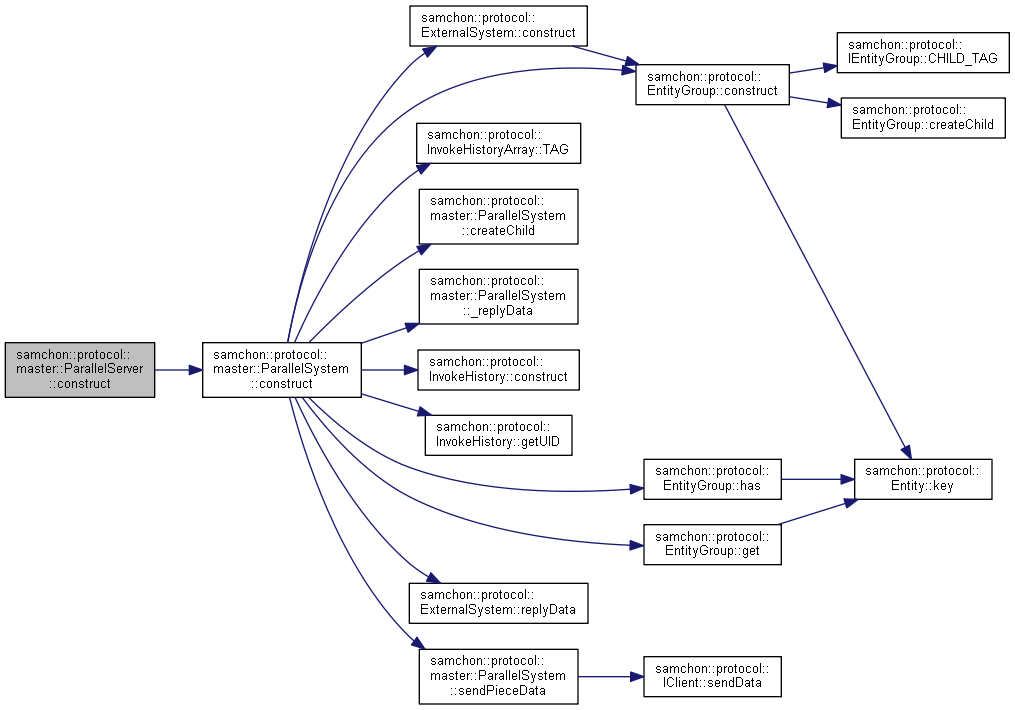 samchon::protocol::
ExternalSystem::construct
samchon::protocol::
IEntityGroup::CHILD_TAG
samchon::protocol::
EntityGroup::construct
samchon::protocol::
EntityGroup::createChild
samchon::protocol::
InvokeHistoryArray::TAG
samchon::protocol::
master::ParallelSystem
::createChild
samchon::protocol::
master::ParallelSystem
::_replyData
samchon::protocol::
master::ParallelServer
::construct
samchon::protocol::
master::ParallelSystem
::construct
samchon::protocol::
InvokeHistory::construct
samchon::protocol::
InvokeHistory::getUID
samchon::protocol::
EntityGroup::has
samchon::protocol::
Entity::key
samchon::protocol::
EntityGroup::get
samchon::protocol::
ExternalSystem::replyData
samchon::protocol::
master::ParallelSystem
::sendPieceData
samchon::protocol::
IClient::sendData